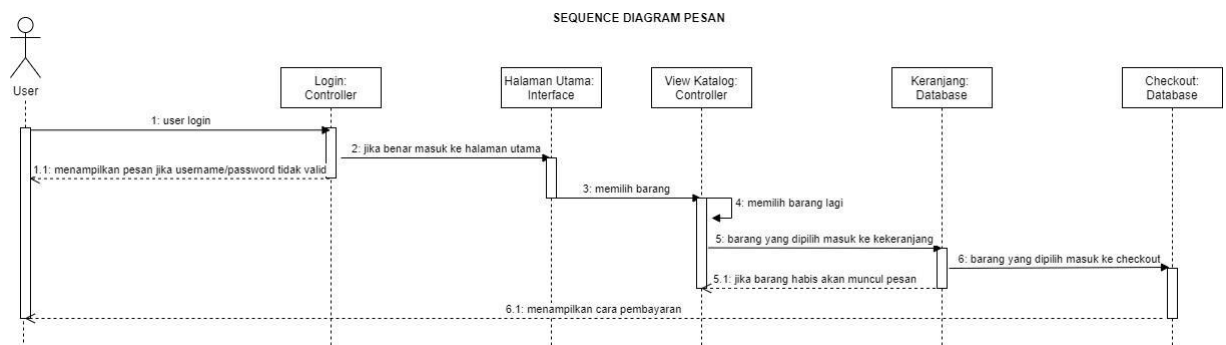 SEQUENCE DIAGRAM PESAN
User
Login:
Controller
Halaman Utama:
Interface
View Katalog:
Controller
Keranjang:
Database
Checkout:
Database
1: user login
2: jika benar masuk ke halaman utama
1.1: menampilkan pesan jika username/password tidak valid
3: memilih barang
4: memilih barang lagi
5: barang yang dipilih masuk ke kekeranjang
6: barang yang dipilih masuk ke checkout
5.1: jika barang habis akan muncul pesan
6.1: menampilkan cara pembayaran